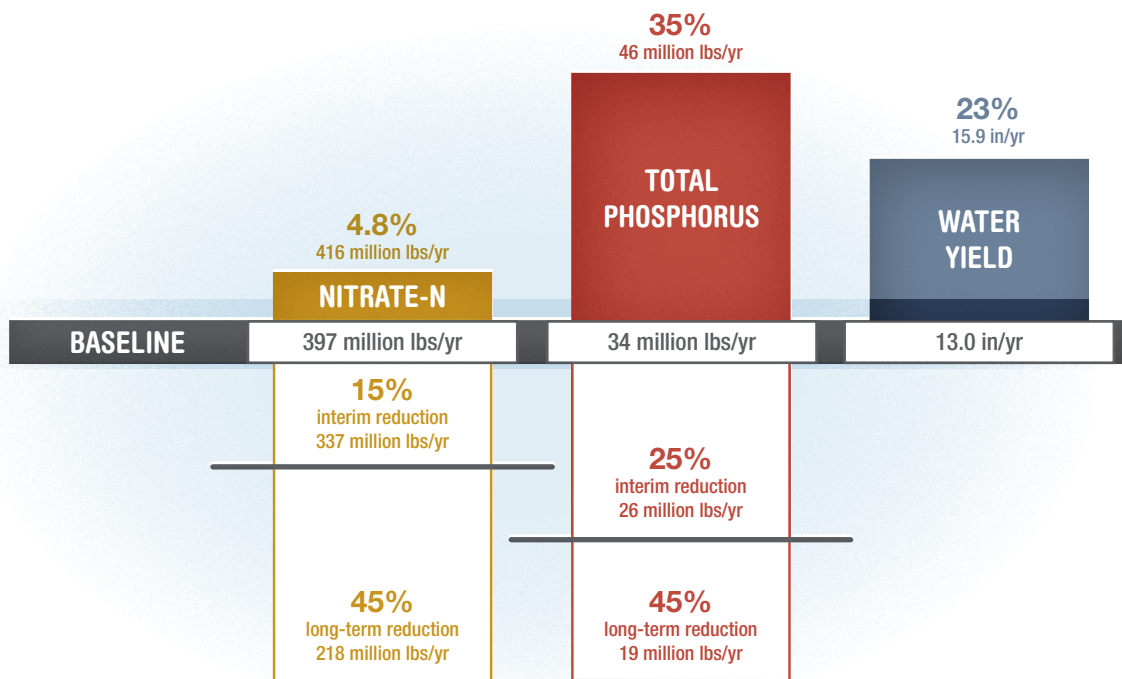 35%
46 million lbs/yr
23%
15.9 in/yr
TOTAL
PHOSPHORUS
WATER
YIELD
4.8%
416 million lbs/yr
NITRATE-N
BASELINE
397 million lbs/yr
34 million lbs/yr
13.0 in/yr
15%
interim reduction
337 million lbs/yr
25%
interim reduction
26 million lbs/yr
45%
long-term reduction
218 million lbs/yr
45%
long-term reduction
19 million lbs/yr